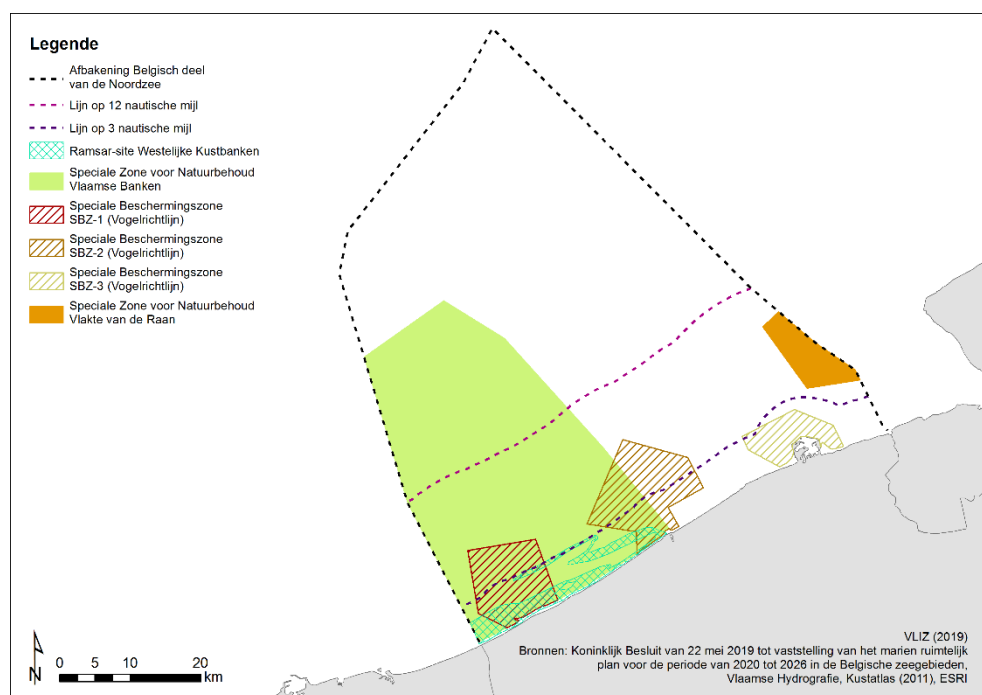 Legende
Afbakening Belgisch deel
van de Noordzee
Lijn op 12 nautische mijl
Lijn op 3 nautische mijl
Ramsar-site Westelijke Kustbanken
Speciale Zone voor Natuurbehoud
Vlaamse Banken
Speciale Beschermingszone
SBZ-1 (Vogelrichtlijn)
Speciale Beschermingszone
SBZ-2 (Vogelrichtlijn)
Speciale Beschermingszone
SBZ-3 (Vogelrichtlijn)
Speciale Zone voor Natuurbehoud
Vlakte van de Raan
N
0 5 10 20
km
VLIZ (2019)
Bronnen: Koninklijk Besluit van 22 mei 2019 tot vaststelling van het marien ruimtelijk
plan voor de periode van 2020 tot 2026 in de Belgische zeegebieden,
Vlaamse Hydrografie, Kustatlas (2011), ESRI